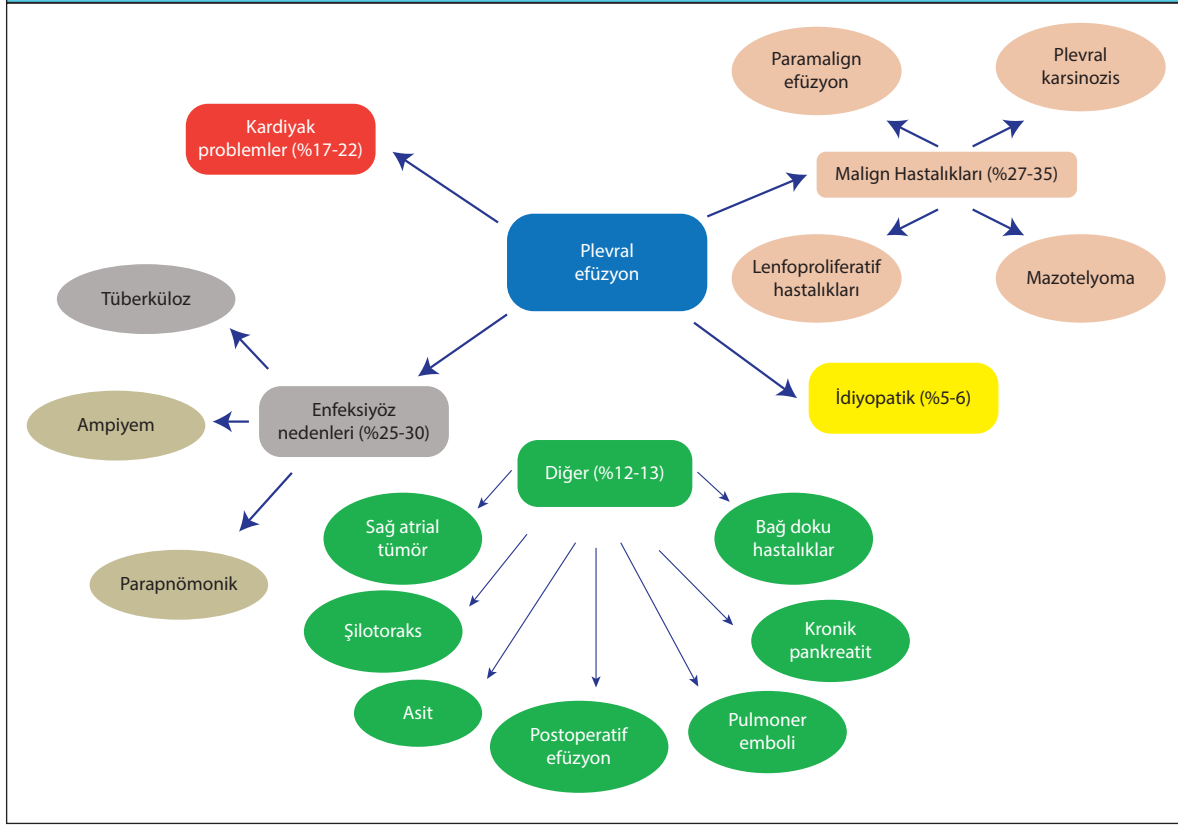 Paramalign
efüzyon
Plevral
karsinozis
Kardiyak
problemler (%17-22)
Malign Hastalıkları (%27-35)
Plevral
efüzyon
Lenfoproliferatif
hastalıkları
Mazotelyoma
Tüberküloz
İdiyopatik (%5-6)
Enfeksiyöz
nedenleri (%25-30)
Ampiyem
Diğer (%12-13)
Sağ atrial
tümör
Bağ doku
hastalıklar
Parapnömonik
Şilotoraks
Kronik
pankreatit
Asit
Postoperatif
efüzyon
Pulmoner
emboli